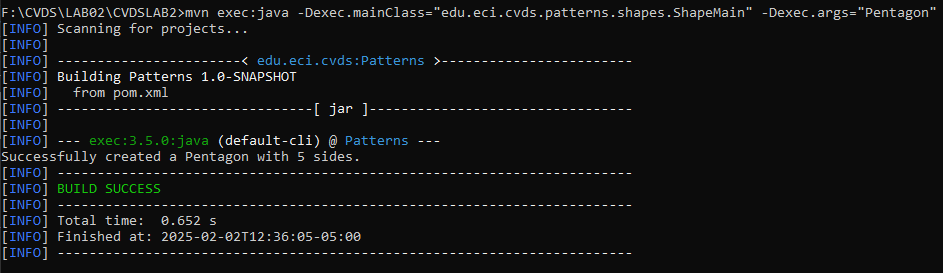 F:\CVDS\LAB02\CVDSLAB2>mvn exec:java -Dexec.mainClass="edu.eci.cvds.patterns.shapes.ShapeMain" -Dexec.args="Pentagon"
[INFO] Scanning for projects...
[INFO]
[INFO] -----------------------< edu.eci.cvds:Patterns >------------------------
[INFO] Building Patterns 1.0-SNAPSHOT
[INFO]   from pom.xml
[INFO] --------------------------------[ jar ]---------------------------------
[INFO]
[INFO] --- exec:3.5.0:java (default-cli) @ Patterns ---
Successfully created a Pentagon with 5 sides.
[INFO] ------------------------------------------------------------------------
[INFO] BUILD SUCCESS
[INFO] ------------------------------------------------------------------------
[INFO] Total time:  0.652 s
[INFO] Finished at: 2025-02-02T12:36:05-05:00
[INFO] ------------------------------------------------------------------------